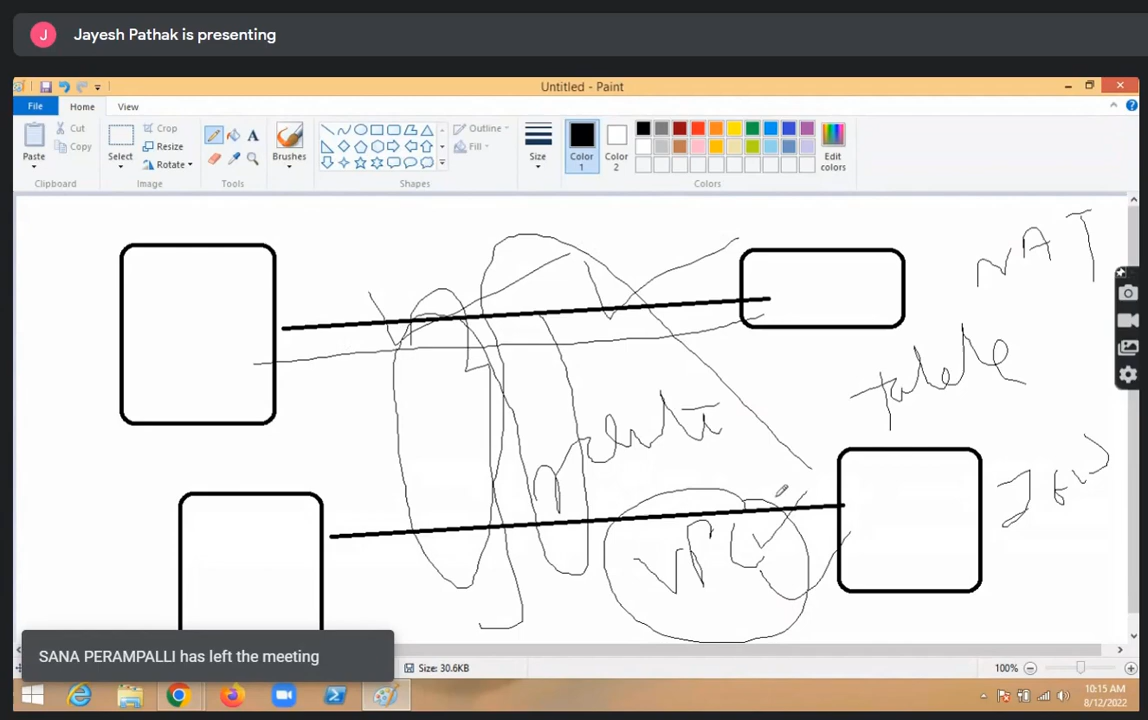 J
Jayesh Pathak is presenting
Untitled - Paint
File
Home
View
Paste
Cut
Copy
Clipboard
Select
Crop
Resize
Rotate
Image
A
Tools
Brushes
Outline
Fill
Shapes
Size
Color
1
Color
2
Edit
colors
Colors
NAT
table
SANA PERAMPALLI has left the meeting
Size: 30.6KB
100%
10:15 AM
8/12/2022